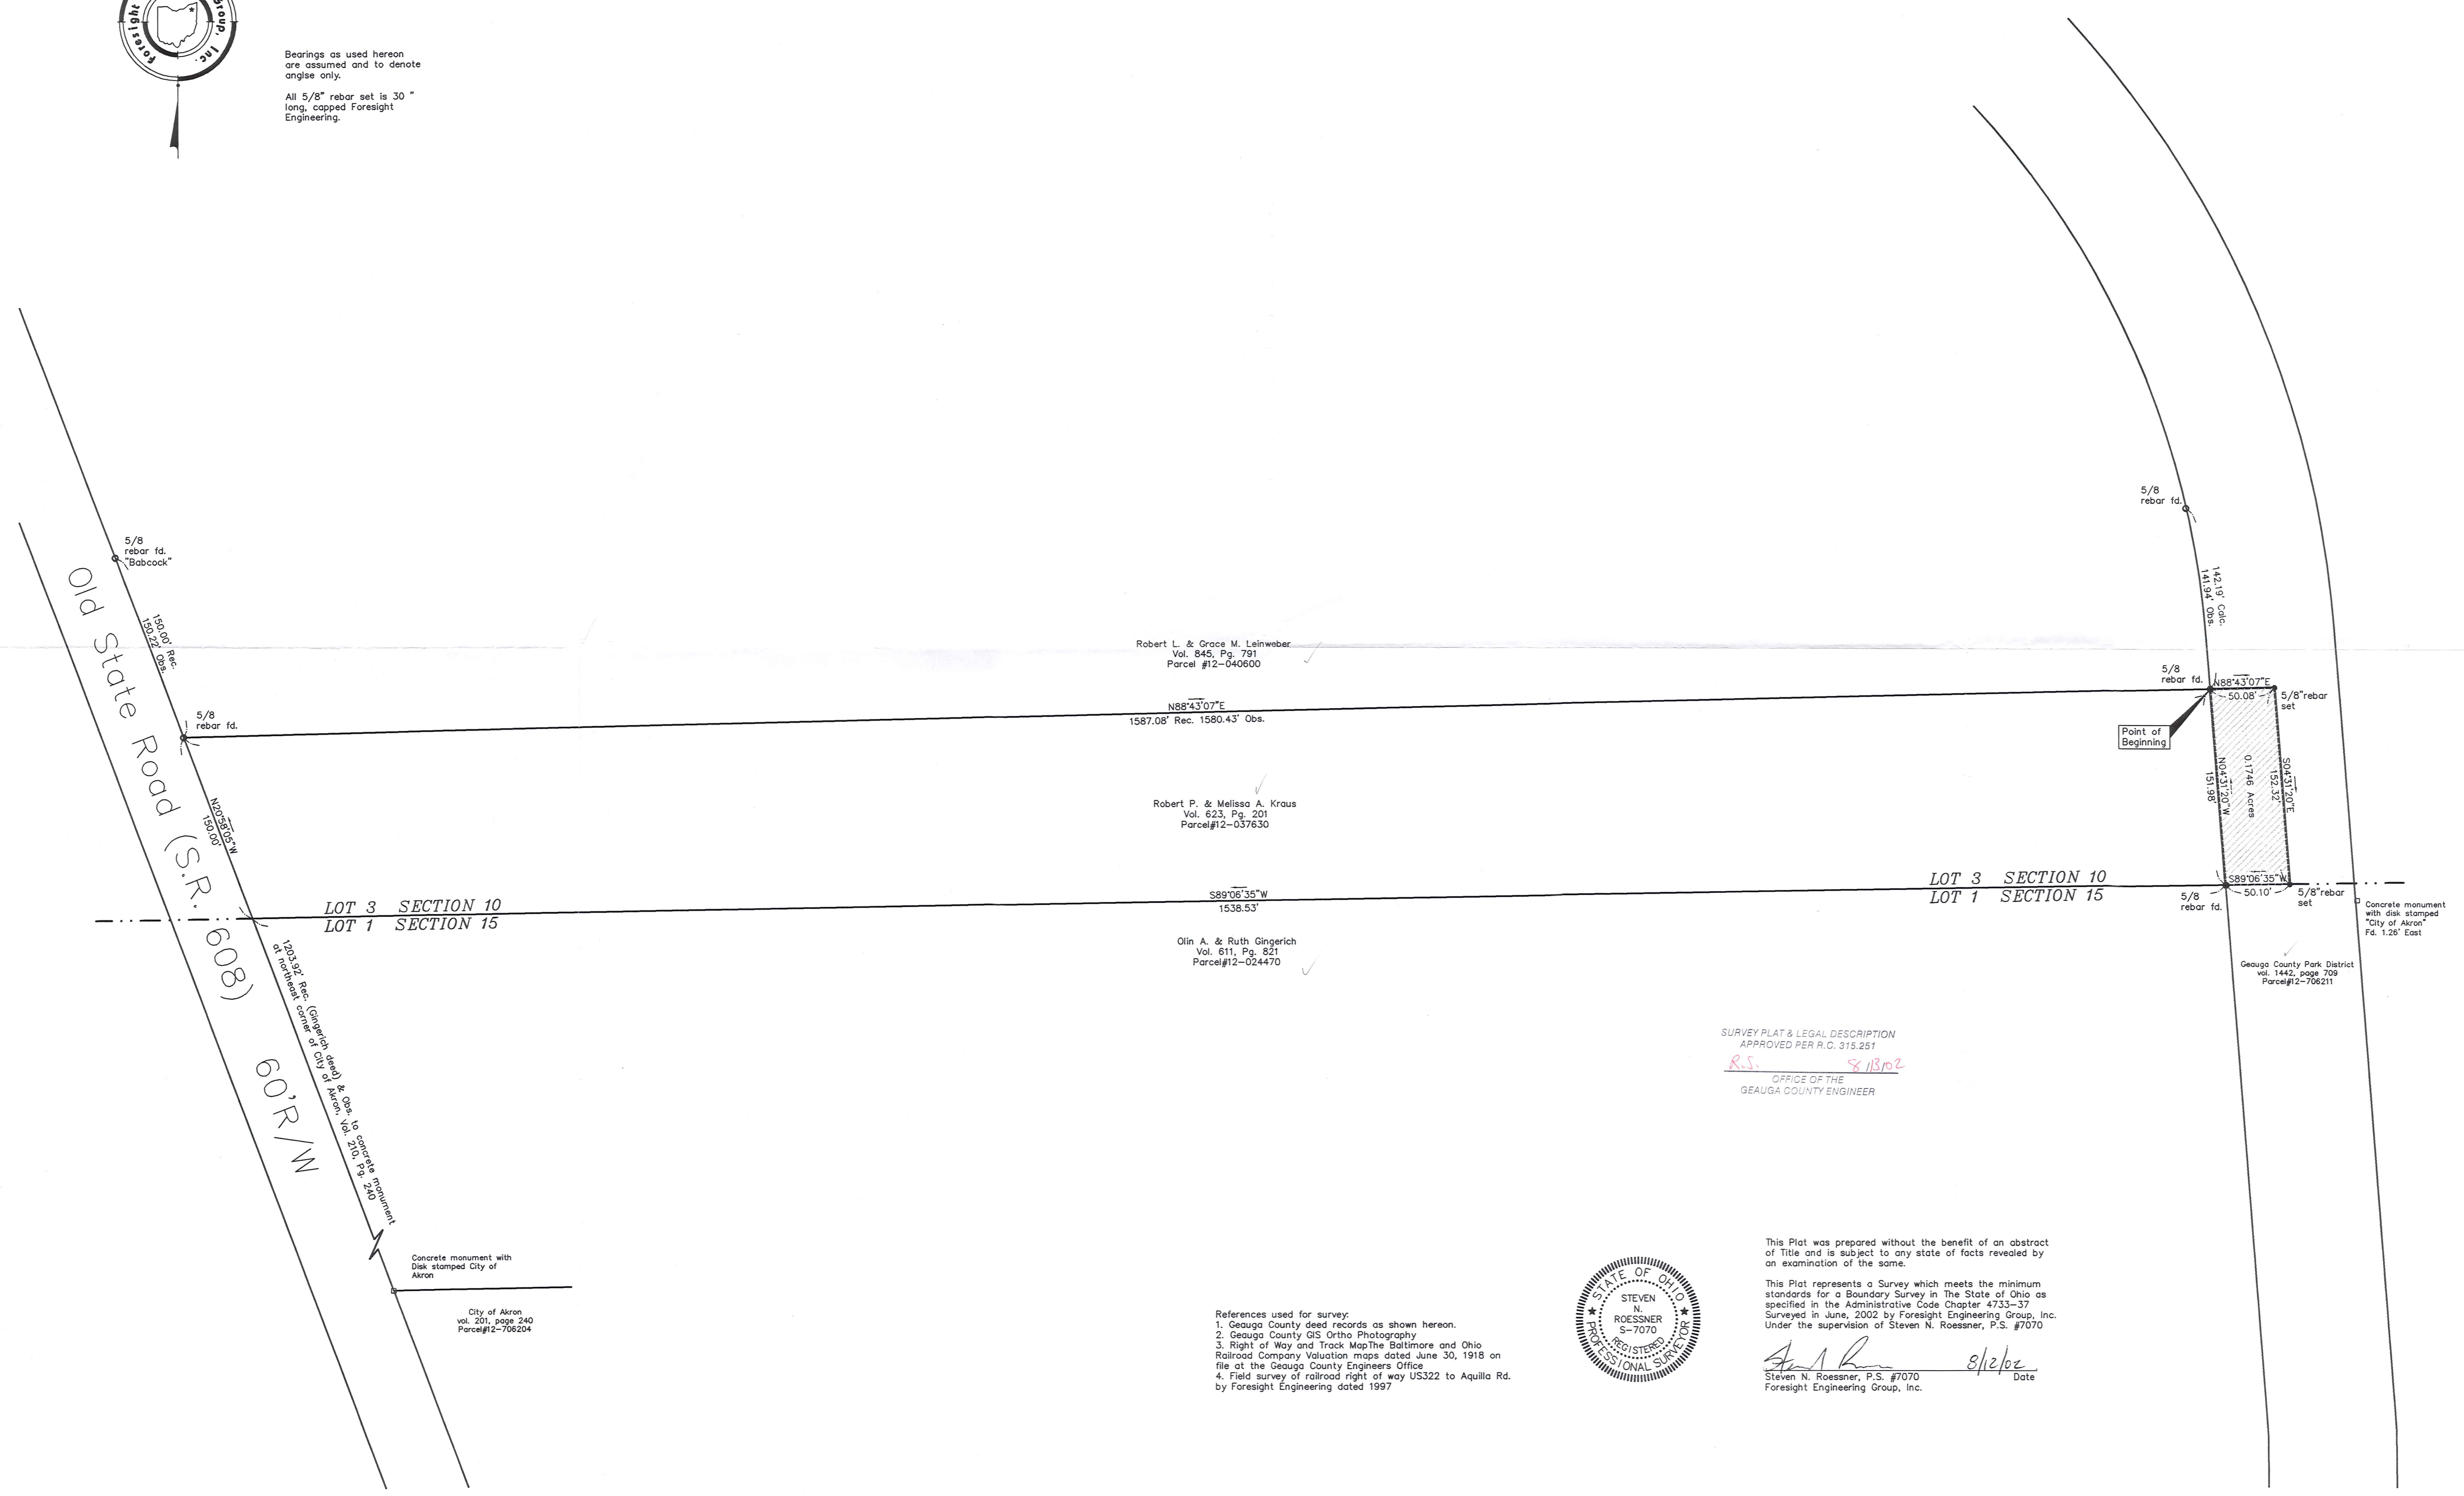 Foresight
Group, Inc.
Bearings as used hereon
are assumed and to denote
anglse only.
All 5/8" rebar set is 30 "
long, capped Foresight
Engineering.
5/8
rebar fd.
"Babcock"
150.00' Rec.
150.22' Obs.
Old State Road (S.R. 608) 60'R/W
5/8
rebar fd.
N20°58'05"W
150.00'
Robert L. & Grace M. Leinweber
Vol. 845, Pg. 791
Parcel #12-040600
N88°43'07"E
1587.08' Rec. 1580.43' Obs.
Robert P. & Melissa A. Kraus
Vol. 623, Pg. 201
Parcel#12-037630
5/8
rebar fd.
142.19' Calc.
141.94' Obs.
5/8
rebar fd.
N88°43'07"E
50.08'
5/8"rebar
set
Point of
Beginning
N04°31'20"W
151.98'
0.1746 Acres
S04°31'20"E
152.32'
LOT 3 SECTION 10
LOT 1 SECTION 15
S89°06'35"W
1538.53'
LOT 3 SECTION 10
LOT 1 SECTION 15
S89°06'35"W
50.10'
5/8
rebar fd.
5/8"rebar
set
Concrete monument
with disk stamped
"City of Akron"
Fd. 1.26' East
Olin A. & Ruth Gingerich
Vol. 611, Pg. 821
Parcel#12-024470
Geauga County Park District
vol. 1442, page 709
Parcel#12-706211
1203.92' Rec. (Gingerich deed) & Obs. to concrete monument
at northeast corner of City of Akron, Vol. 210, Pg. 240
SURVEY PLAT & LEGAL DESCRIPTION
APPROVED PER R.C. 315.251
R.S. 8/13/02
OFFICE OF THE
GEAUGA COUNTY ENGINEER
Concrete monument with
Disk stamped City of
Akron
City of Akron
vol. 201, page 240
Parcel#12-706204
References used for survey:
1. Geauga County deed records as shown hereon.
2. Geauga County GIS Ortho Photography
3. Right of Way and Track MapThe Baltimore and Ohio
Railroad Company Valuation maps dated June 30, 1918 on
file at the Geauga County Engineers Office
4. Field survey of railroad right of way US322 to Aquilla Rd.
by Foresight Engineering dated 1997
STATE OF OHIO
STEVEN
N.
ROESSNER
S-7070
REGISTERED
PROFESSIONAL SURVEYOR
This Plat was prepared without the benefit of an abstract
of Title and is subject to any state of facts revealed by
an examination of the same.
This Plat represents a Survey which meets the minimum
standards for a Boundary Survey in The State of Ohio as
specified in the Administrative Code Chapter 4733-37
Surveyed in June, 2002 by Foresight Engineering Group, Inc.
Under the supervision of Steven N. Roessner, P.S. #7070
8/12/02
Steven N. Roessner, P.S. #7070 Date
Foresight Engineering Group, Inc.